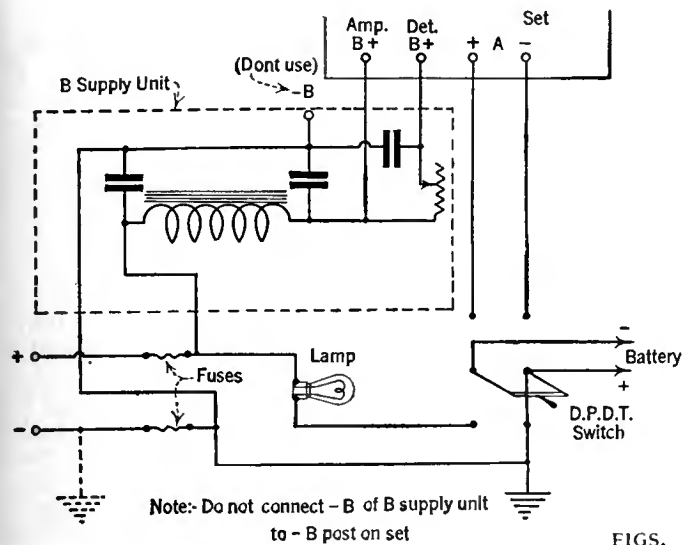 Set
Amp. Det.
B+ B+ + A -
(Dont use)
-B
B Supply Unit
+
Fuses
-
Lamp
-
Battery
+
D.P.D.T.
Switch
Note:- Do not connect - B of B supply unit
to - B post on set
FIGS.